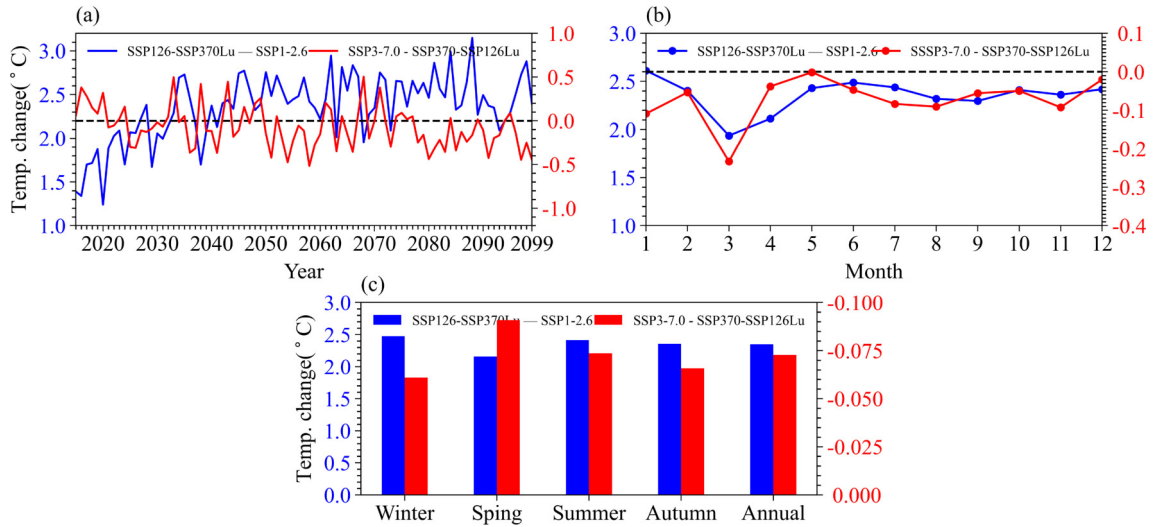 (a)
SSP126-SSP370Lu — SSP1-2.6
SSP3-7.0 - SSP370-SSP126Lu
Temp. change( ° C)
3.0
2.5
2.0
1.5
1.0
1.0
0.5
0.0
-0.5
-1.0
2020 2030 2040 2050 2060 2070 2080 2090 2099
Year
(b)
SSP126-SSP370Lu — SSP1-2.6
SSSP3-7.0 - SSP370-SSP126Lu
3.0
2.5
2.0
1.5
1.0
0.1
0.0
-0.1
-0.2
-0.3
-0.4
1 2 3 4 5 6 7 8 9 10 11 12
Month
(c)
SSP126-SSP370Lu — SSP1-2.6
SSP3-7.0 - SSP370-SSP126Lu
Temp. change( ° C)
3.0
2.5
2.0
1.5
1.0
0.5
0.0
-0.100
-0.075
-0.050
-0.025
0.000
Winter Sping Summer Autumn Annual